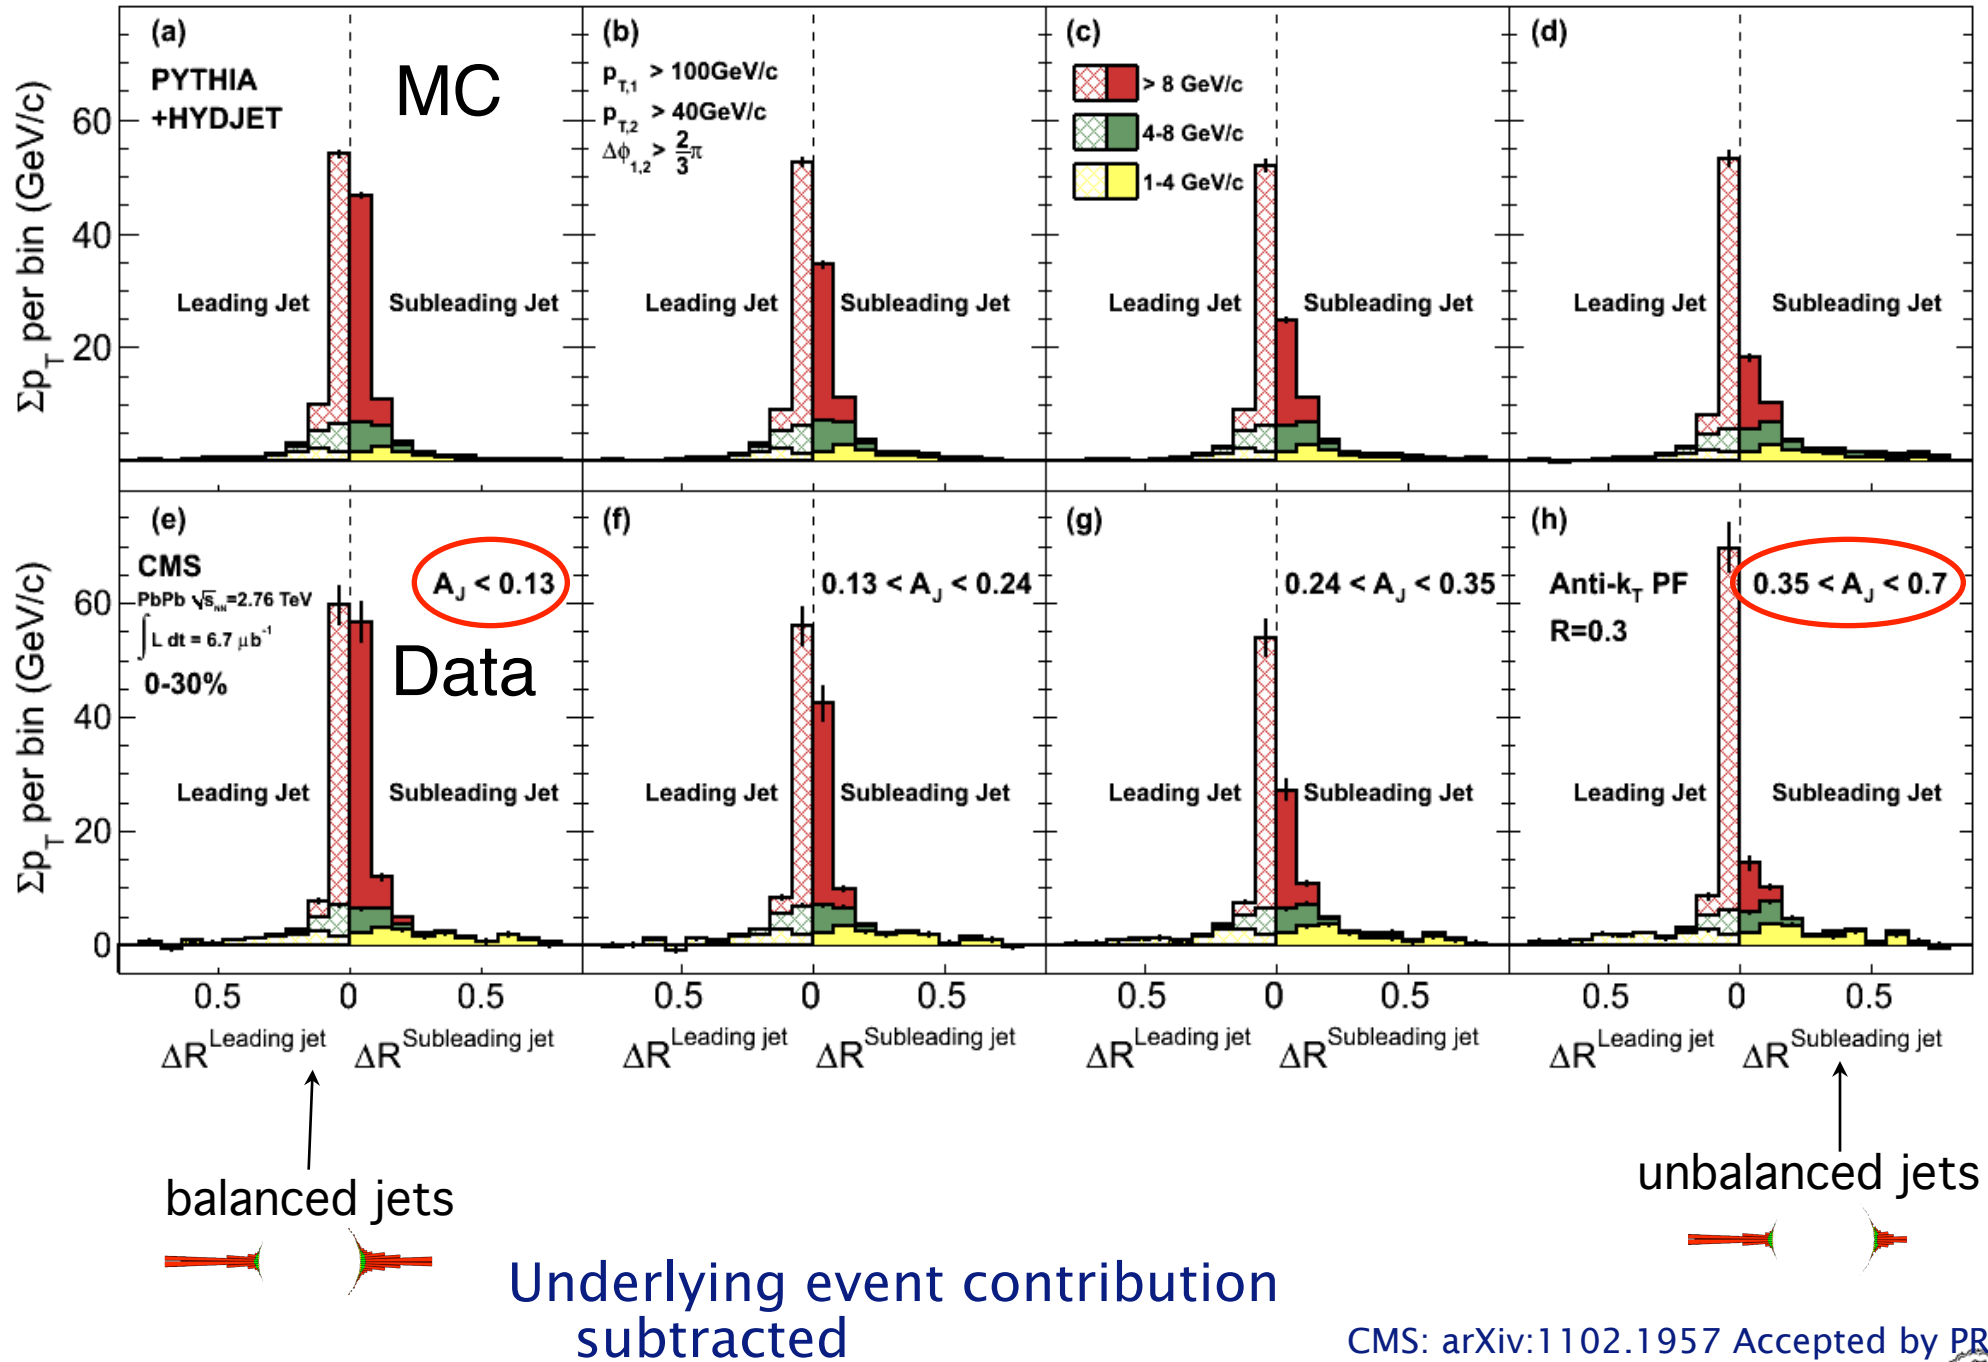 (a)
PYTHIA
+HYDJET
MC
(b)
p_T,1 > 100GeV/c
p_T,2 > 40GeV/c
Δϕ_1,2 > 2/3 π
(c)
> 8 GeV/c
4-8 GeV/c
1-4 GeV/c
(d)
Σp_T per bin (GeV/c)
60
40
20
Leading Jet
Subleading Jet
Leading Jet
Subleading Jet
Leading Jet
Subleading Jet
Leading Jet
Subleading Jet
(e)
CMS
PbPb √s_NN=2.76 TeV
∫L dt = 6.7 μb⁻¹
0-30%
A_J < 0.13
Data
(f)
0.13 < A_J < 0.24
(g)
0.24 < A_J < 0.35
(h)
Anti-k_T PF
R=0.3
0.35 < A_J < 0.7
Σp_T per bin (GeV/c)
60
40
20
0
Leading Jet
Subleading Jet
Leading Jet
Subleading Jet
Leading Jet
Subleading Jet
Leading Jet
Subleading Jet
0.5 0 0.5
0.5 0 0.5
0.5 0 0.5
0.5 0 0.5
ΔR^Leading jet ΔR^Subleading jet
ΔR^Leading jet ΔR^Subleading jet
ΔR^Leading jet ΔR^Subleading jet
ΔR^Leading jet ΔR^Subleading jet
balanced jets
unbalanced jets
Underlying event contribution
subtracted
CMS: arXiv:1102.1957 Accepted by PR